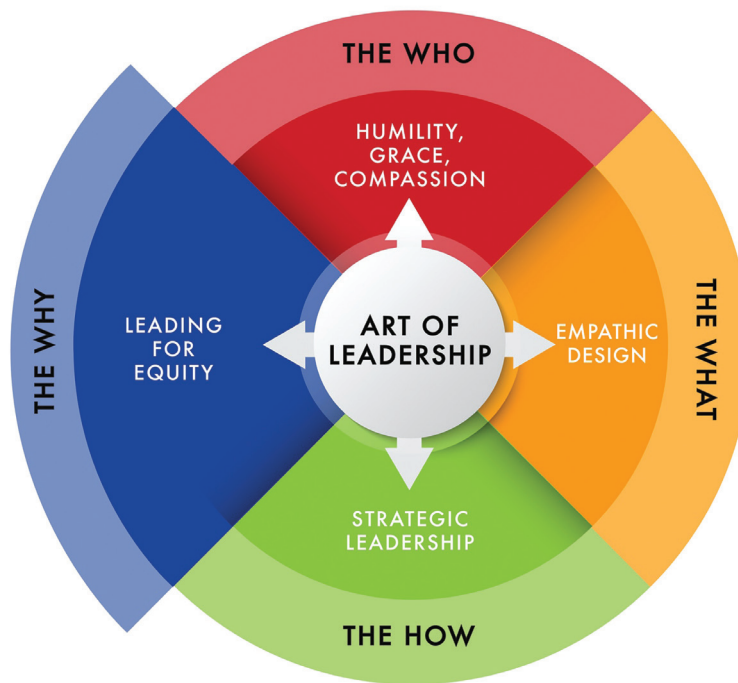 THE WHO
HUMILITY,
GRACE,
COMPASSION
THE WHY
LEADING
FOR
EQUITY
ART OF
LEADERSHIP
EMPATHIC
DESIGN
THE WHAT
STRATEGIC
LEADERSHIP
THE HOW